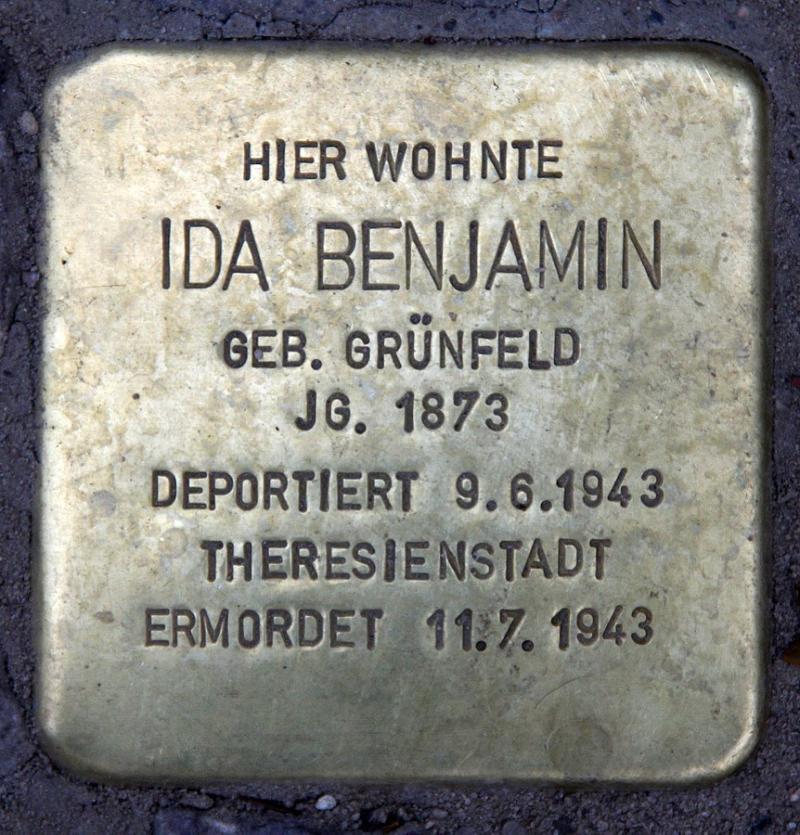 HIER WOHNTE
IDA BENJAMIN
GEB. GRÜNFELD
JG. 1873
DEPORTIERT 9.6.1943
THERESIENSTADT
ERMORDET 11.7.1943